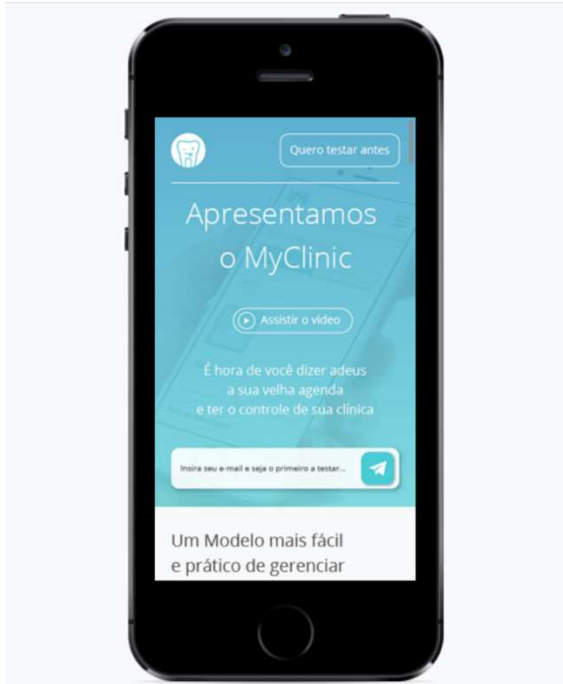 Quero testar antes
Apresentamos
o MyClinic
Assistir o video
É hora de você dizer adeus
a sua velha agenda
e ter o controle de sua clínica
Insira seu e-mail e seja o primeiro a testar...
Um Modelo mais fácil
e prático de gerenciar